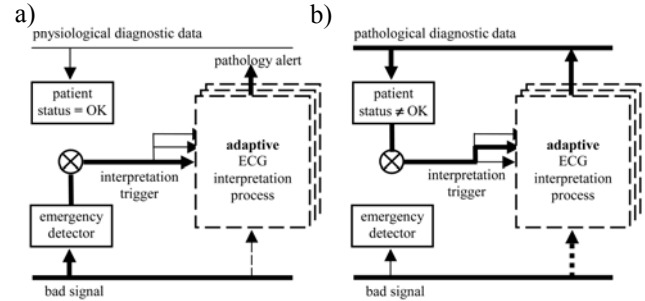 a)
pnysiological diagnostic data
pathology alert
patient
status = OK
adaptive
ECG
interpretation
process
interpretation
trigger
emergency
detector
bad signal
b)
pathological diagnostic data
patient
status ≠ OK
adaptive
ECG
interpretation
process
interpretation
trigger
emergency
detector
bad signal